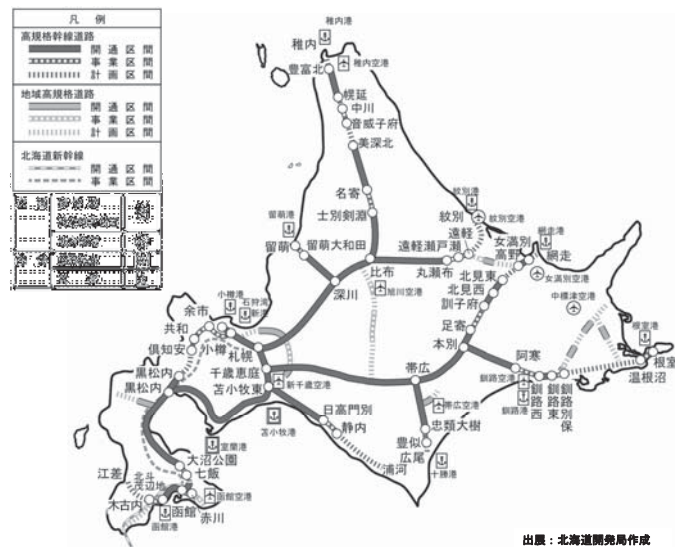 凡 例
高規格幹線道路
開通区間
事業区間
計画区間
地域高規格道路
開通区間
事業区間
計画区間
北海道新幹線
開通区間
事業区間
稚内港
稚内
稚内空港
豊富北
幌延
中川
音威子府
美深北
名寄
士別剣淵
紋別港
紋別
紋別空港
留萌港
留萌
留萌大和田
遠軽
遠軽瀬戸瀬
丸瀬布
比布
旭川空港
深川
女満別
高野
網走港
網走
女満別空港
北見東
北見西
訓子府
足寄
本別
中標津空港
根室港
根室
温根沼
小樽港
石狩湾
新港
余市
共和
倶知安
小樽
札幌
千歳恵庭
苫小牧東
新千歳空港
黒松内
黒松内
帯広
帯広空港
忠類大樹
豊似
広尾
十勝港
阿寒
釧路空港
釧路港
釧路西
釧路東
釧路別保
日高門別
静内
浦河
苫小牧港
室蘭港
大沼公園
七飯
江差
北斗
茂辺地
木古内
函館
函館港
函館空港
赤川
出展：北海道開発局作成